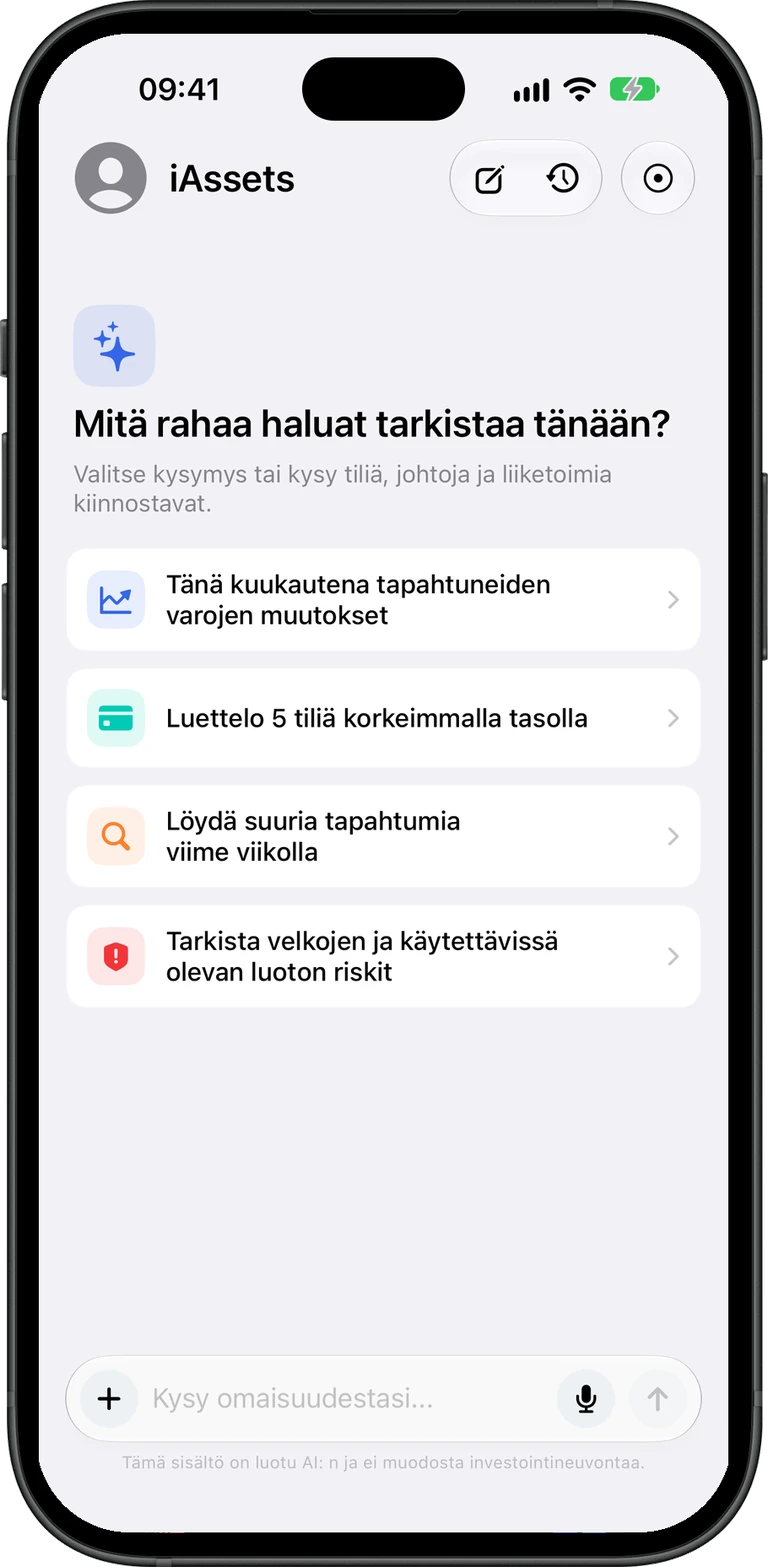 09:41
iAssets
Mitä rahaa haluat tarkistaa tänään?
Valitse kysymys tai kysy tiliä, johtoja ja liiketoimia
kiinnostavat.
Tänä kuukautena tapahtuneiden
varojen muutokset
Luettelo 5 tiliä korkeimmalla tasolla
Löydä suuria tapahtumia
viime viikolla
Tarkista velkojen ja käytettävissä
olevan luoton riskit
Kysy omaisuudestasi...
Tämä sisältö on luotu AI: n ja ei muodosta investointineuvontaa.